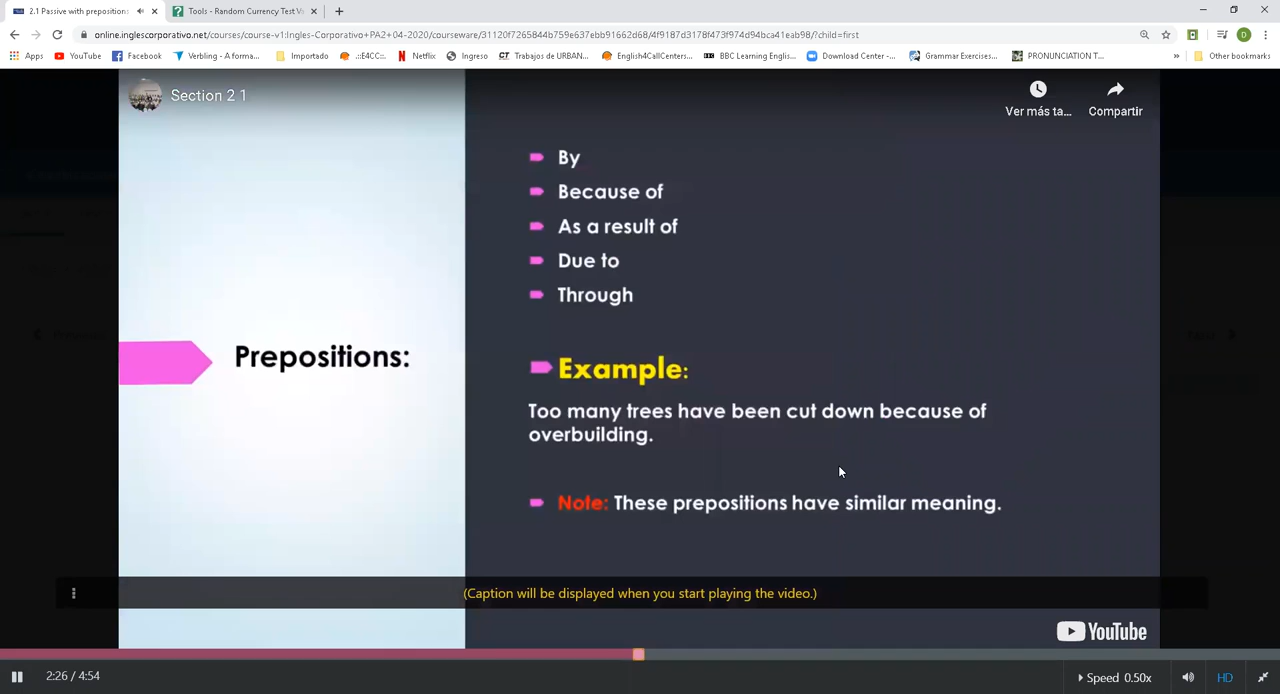 2.1 Passive with prepositions
Tools - Random Currency Test V
online.inglescorporativo.net/courses/course-v1:Ingles-Corporativo+PA2+04-2020/courseware/31120f7265844b759e637ebb91662d68/4f9187d3178f473f974d94bca41eab98/?child=first
D
Apps
YouTube
Facebook
Verbling - A forma...
Importado
.::E4CC::.
Netflix
Ingreso
CT Trabajos de URBAN...
English4CallCenters...
BBC Learning Engli...
Download Center -...
Grammar Exercises...
PRONUNCIATION T...
»
Other bookmarks
Section 2 1
Ver más ta...
Compartir
By
Because of
As a result of
Due to
Through
Prepositions:
Example:
Too many trees have been cut down because of
overbuilding.
Note: These prepositions have similar meaning.
(Caption will be displayed when you start playing the video.)
YouTube
2:26 / 4:54
Speed 0.50x
HD